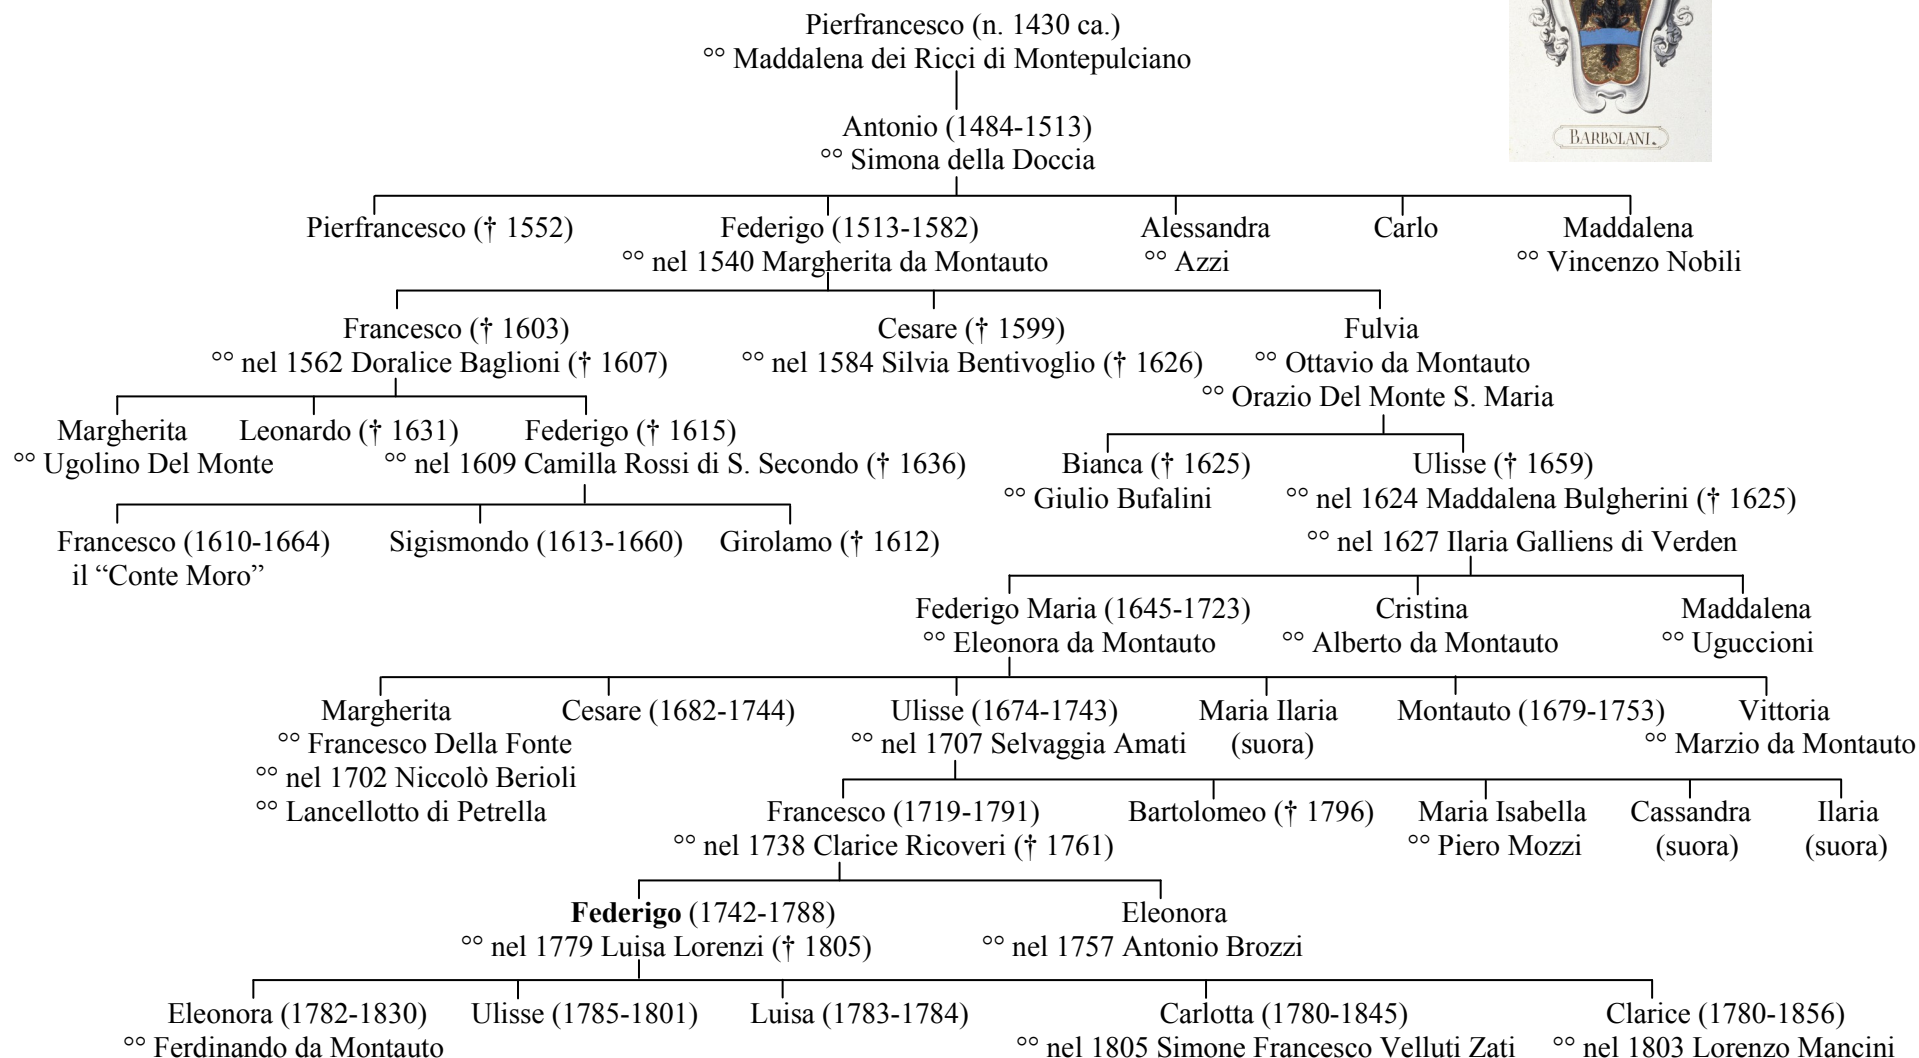 Pierfrancesco (n. 1430 ca.)
°° Maddalena dei Ricci di Montepulciano
BARBOLANI.
Antonio (1484-1513)
°° Simona della Doccia
Pierfrancesco († 1552) Federigo (1513-1582) Alessandra Carlo Maddalena
°° nel 1540 Margherita da Montauto °° Azzi °° Vincenzo Nobili
Francesco († 1603) Cesare († 1599) Fulvia
°° nel 1562 Doralice Baglioni († 1607) °° nel 1584 Silvia Bentivoglio († 1626) °° Ottavio da Montauto
°° Orazio Del Monte S. Maria
Margherita Leonardo († 1631) Federigo († 1615)
°° Ugolino Del Monte °° nel 1609 Camilla Rossi di S. Secondo († 1636) Bianca († 1625) Ulisse († 1659)
°° Giulio Bufalini °° nel 1624 Maddalena Bulgherini († 1625)
Francesco (1610-1664) Sigismondo (1613-1660) Girolamo († 1612) °° nel 1627 Ilaria Galliens di Verden
il “Conte Moro”
Federigo Maria (1645-1723) Cristina Maddalena
°° Eleonora da Montauto °° Alberto da Montauto °° Uguccioni
Margherita Cesare (1682-1744) Ulisse (1674-1743) Maria Ilaria Montauto (1679-1753) Vittoria
°° Francesco Della Fonte °° nel 1707 Selvaggia Amati (suora) °° Marzio da Montauto
°° nel 1702 Niccolò Berioli
°° Lancellotto di Petrella Francesco (1719-1791) Bartolomeo († 1796) Maria Isabella Cassandra Ilaria
°° nel 1738 Clarice Ricoveri († 1761) °° Piero Mozzi (suora) (suora)
Federigo (1742-1788) Eleonora
°° nel 1779 Luisa Lorenzi († 1805) °° nel 1757 Antonio Brozzi
Eleonora (1782-1830) Ulisse (1785-1801) Luisa (1783-1784) Carlotta (1780-1845) Clarice (1780-1856)
°° Ferdinando da Montauto °° nel 1805 Simone Francesco Velluti Zati °° nel 1803 Lorenzo Mancini